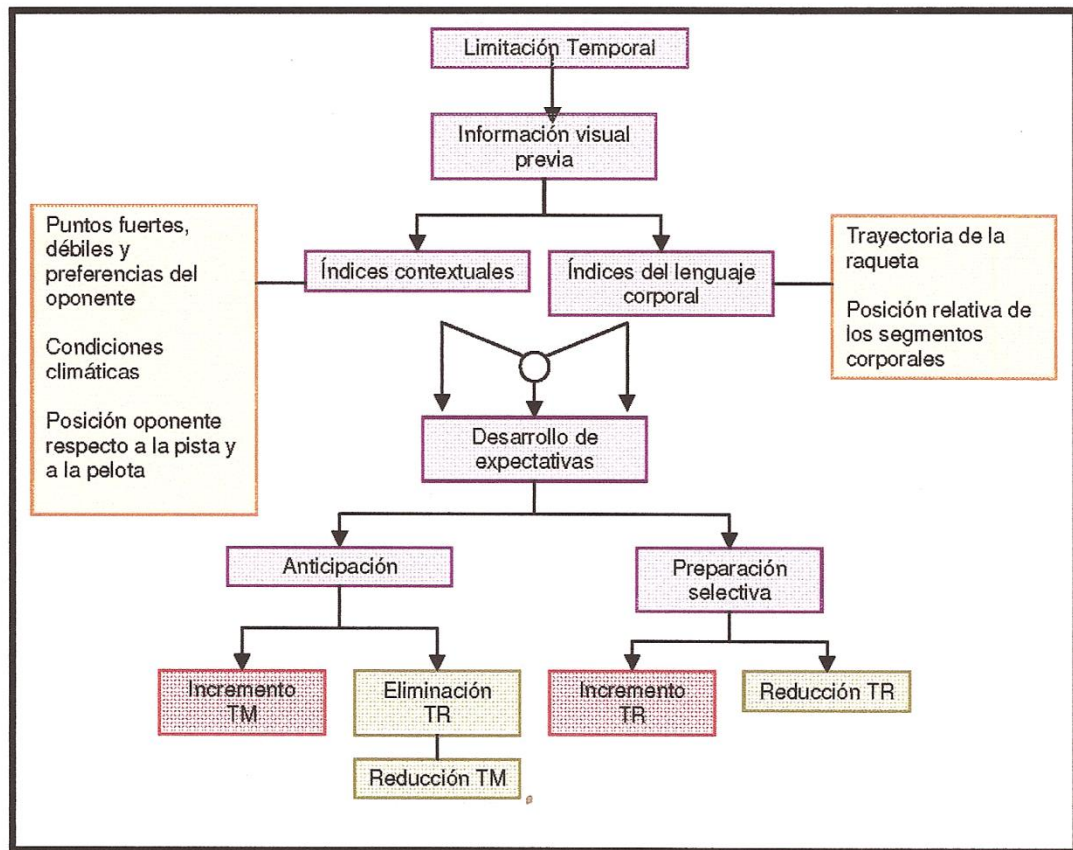 Limitación Temporal
Información visual
previa
Puntos fuertes,
débiles y
preferencias del
oponente
Condiciones
climáticas
Posición oponente
respecto a la pista y
a la pelota
Índices contextuales
Índices del lenguaje
corporal
Trayectoria de la
raqueta
Posición relativa de
los segmentos
corporales
Desarrollo de
expectativas
Anticipación
Preparación
selectiva
Incremento
TM
Eliminación
TR
Reducción TM
Incremento
TR
Reducción TR